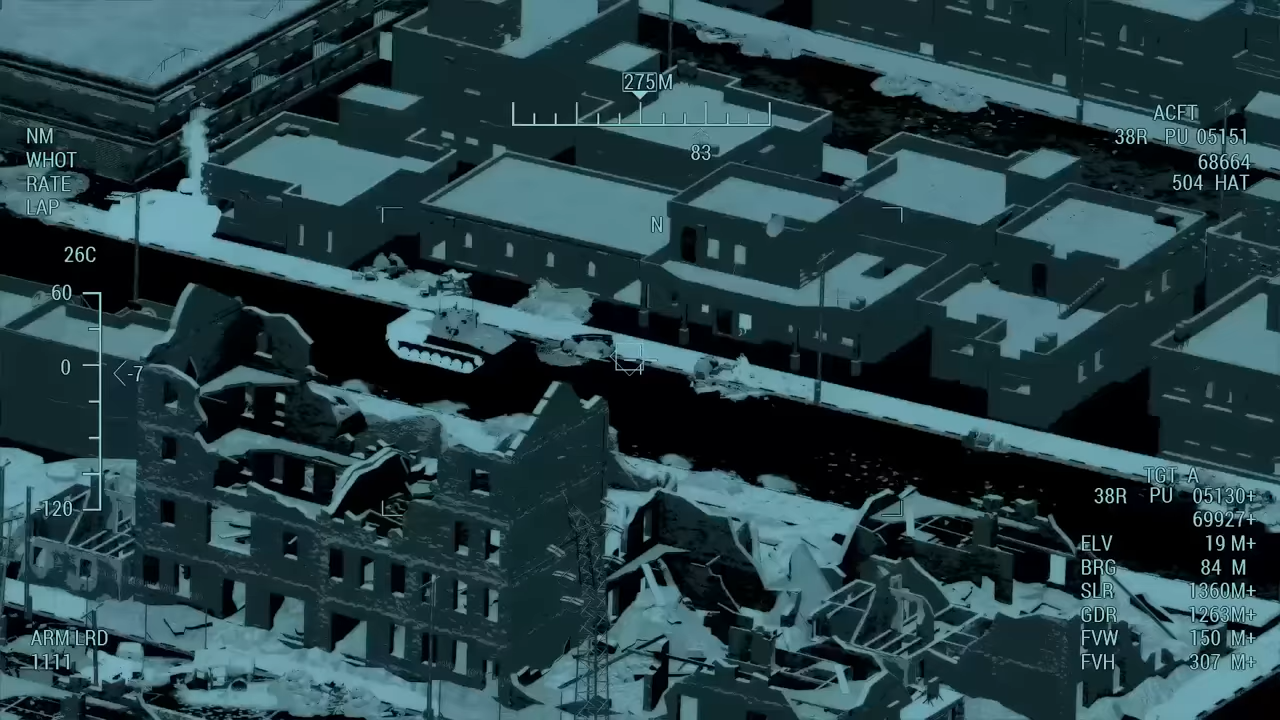 275M
83
N
NM
WHOT
RATE
LAP
26C
60
0
-7
-120
ARM LRD
1111
ACFT
38R PU 05151
68664
504 HAT
TGT A
38R PU 05130+
69927+
ELV 19 M+
BRG 84 M
SLR 1360M+
GDR 1263M+
FVW 150 M+
FVH 307 M+